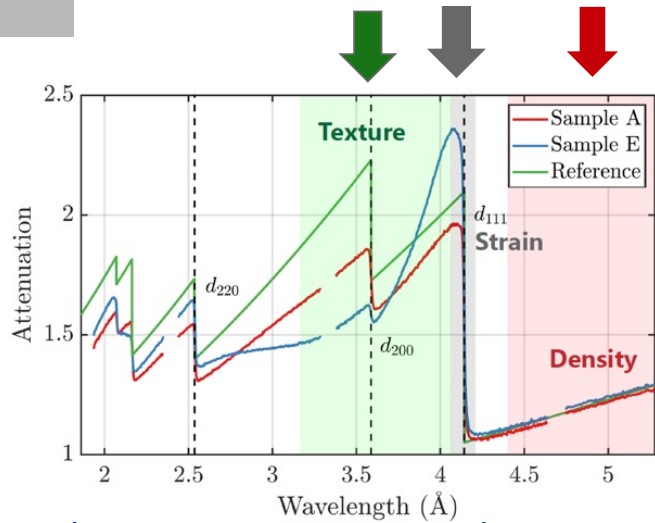 2.5
2
1.5
1
Attenuation
Texture
Sample A
Sample E
Reference
d111
Strain
d220
d200
Density
2 2.5 3 3.5 4 4.5 5
Wavelength (Å)